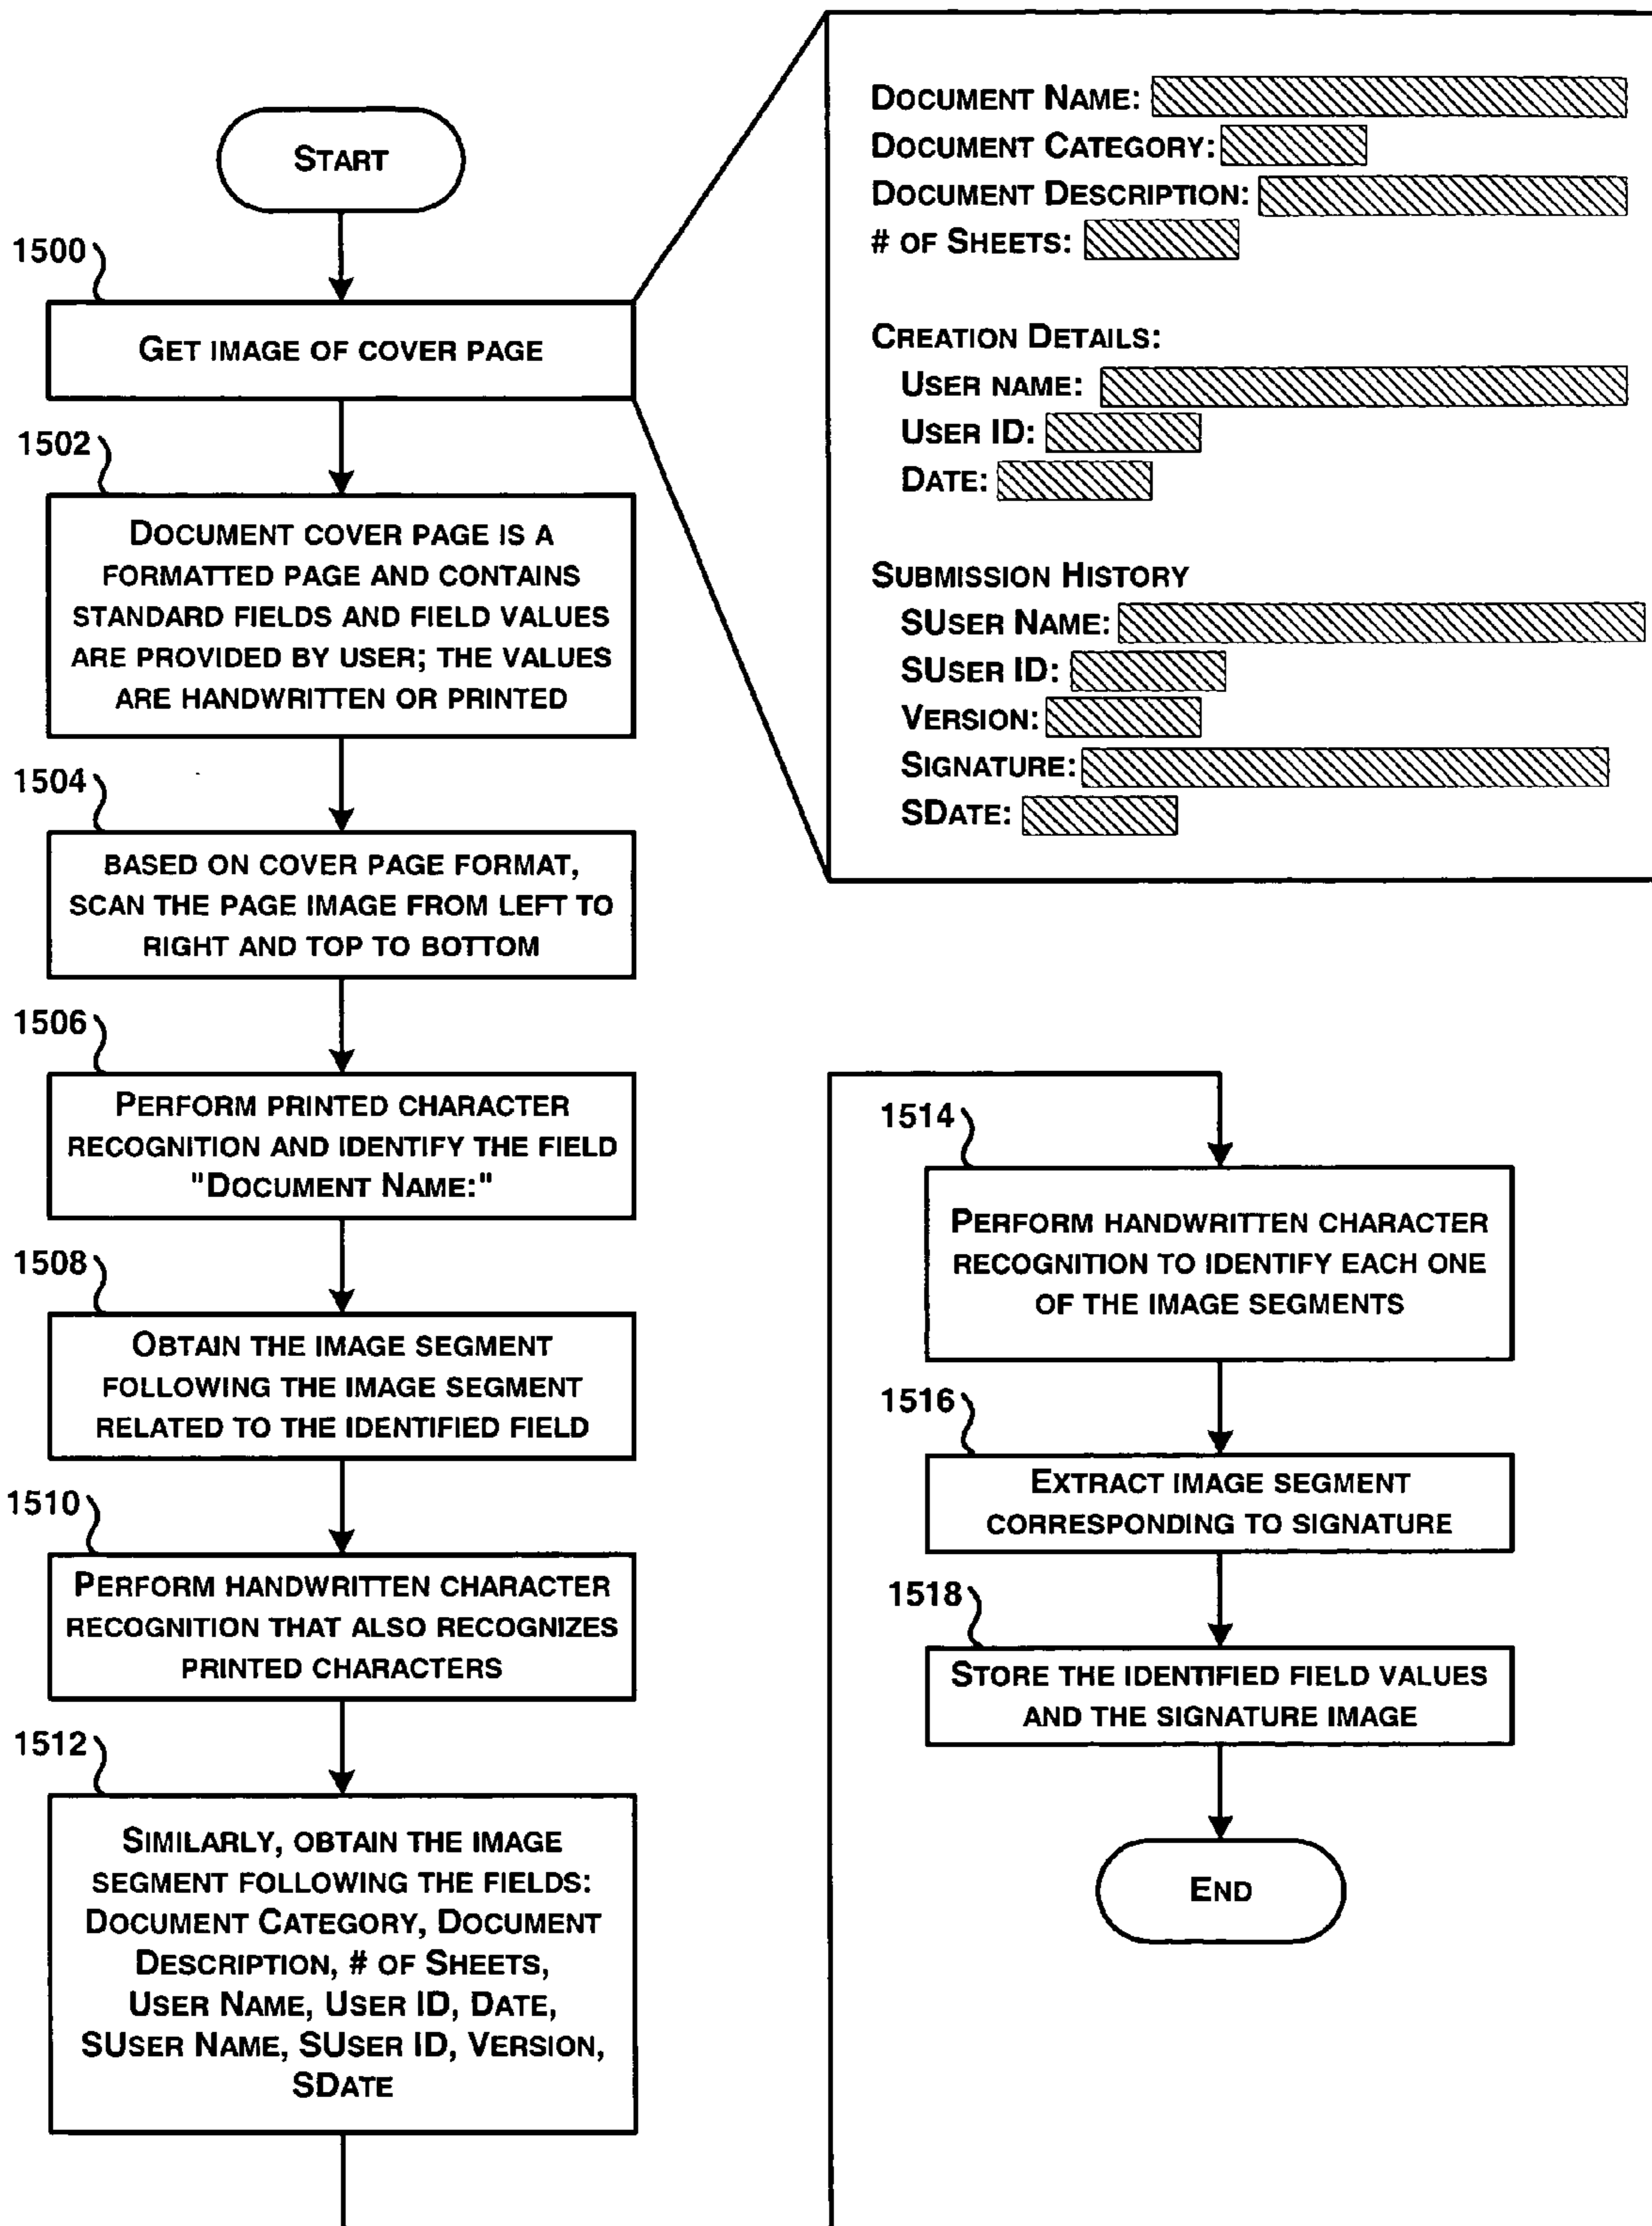 START
1500
GET IMAGE OF COVER PAGE
1502
DOCUMENT COVER PAGE IS A
FORMATTED PAGE AND CONTAINS
STANDARD FIELDS AND FIELD VALUES
ARE PROVIDED BY USER; THE VALUES
ARE HANDWRITTEN OR PRINTED
1504
BASED ON COVER PAGE FORMAT,
SCAN THE PAGE IMAGE FROM LEFT TO
RIGHT AND TOP TO BOTTOM
1506
PERFORM PRINTED CHARACTER
RECOGNITION AND IDENTIFY THE FIELD
"DOCUMENT NAME:"
1508
OBTAIN THE IMAGE SEGMENT
FOLLOWING THE IMAGE SEGMENT
RELATED TO THE IDENTIFIED FIELD
1510
PERFORM HANDWRITTEN CHARACTER
RECOGNITION THAT ALSO RECOGNIZES
PRINTED CHARACTERS
1512
SIMILARLY, OBTAIN THE IMAGE
SEGMENT FOLLOWING THE FIELDS:
DOCUMENT CATEGORY, DOCUMENT
DESCRIPTION, # OF SHEETS,
USER NAME, USER ID, DATE,
SUSER NAME, SUSER ID, VERSION,
SDATE
DOCUMENT NAME:
DOCUMENT CATEGORY:
DOCUMENT DESCRIPTION:
# OF SHEETS:
CREATION DETAILS:
USER NAME:
USER ID:
DATE:
SUBMISSION HISTORY
SUSER NAME:
SUSER ID:
VERSION:
SIGNATURE:
SDATE:
1514
PERFORM HANDWRITTEN CHARACTER
RECOGNITION TO IDENTIFY EACH ONE
OF THE IMAGE SEGMENTS
1516
EXTRACT IMAGE SEGMENT
CORRESPONDING TO SIGNATURE
1518
STORE THE IDENTIFIED FIELD VALUES
AND THE SIGNATURE IMAGE
END